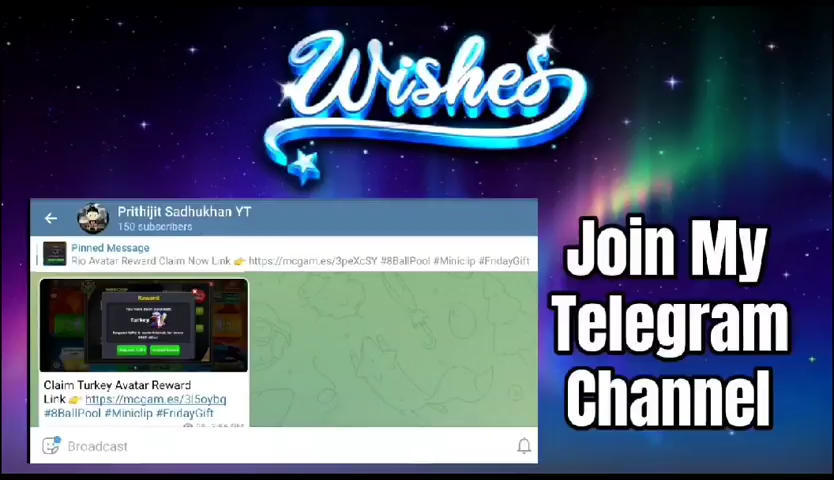 Wishes
Prithijit Sadhukhan YT
150 subscribers
Pinned Message
Rio Avatar Reward Claim Now Link 👉 https://mcgam.es/3peXcSY #8BallPool #Miniclip #FridayGift
Reward
Turkey
Claim Turkey Avatar Reward
Link 👉 https://mcgam.es/3l5oybq
#8BallPool #Miniclip #FridayGift
Broadcast
Join My
Telegram
Channel